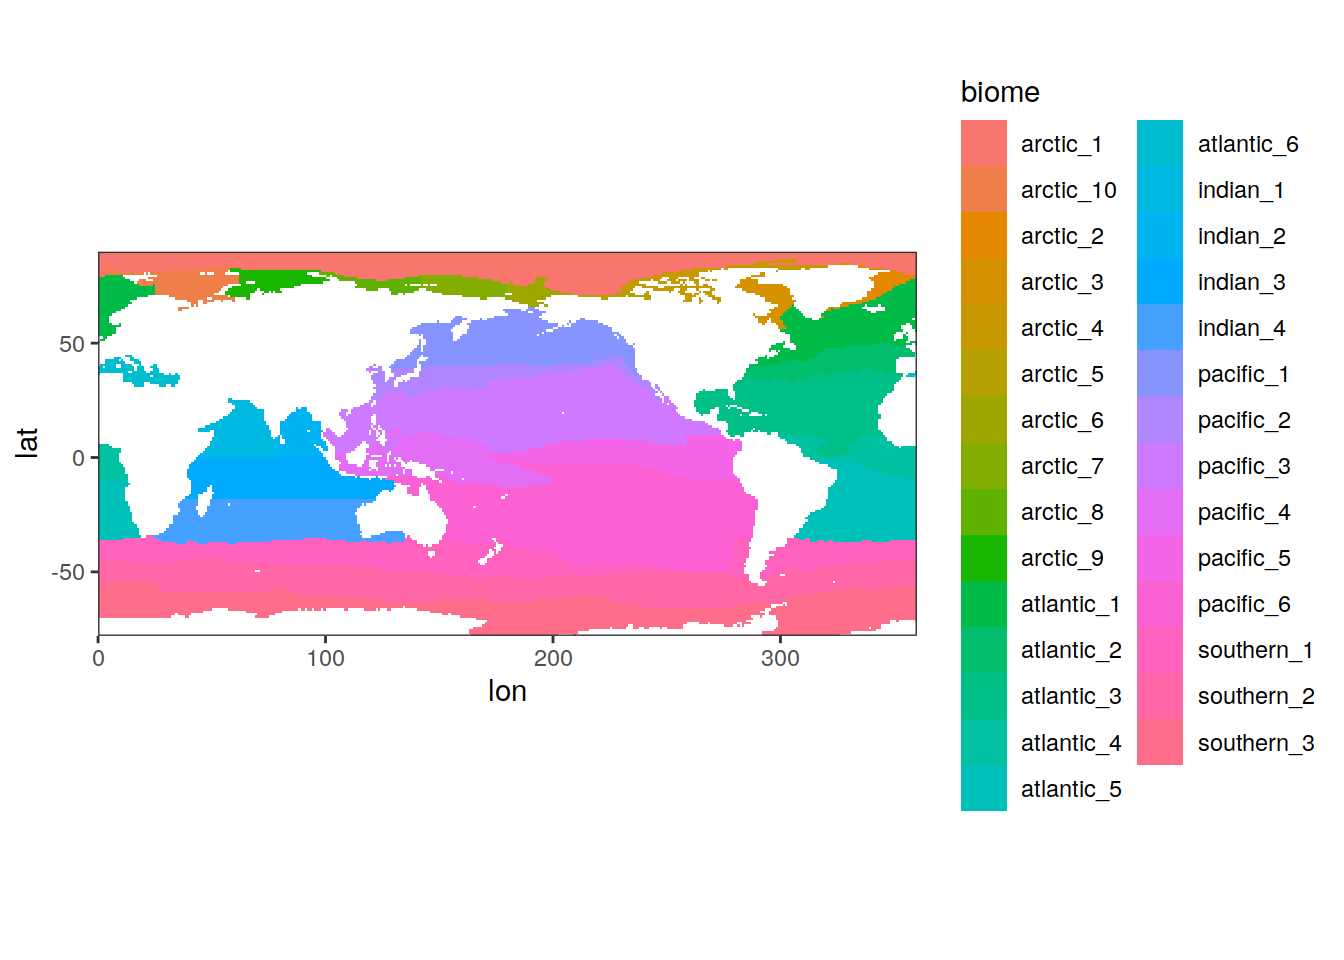 biome
arctic_1
arctic_10
arctic_2
arctic_3
arctic_4
arctic_5
arctic_6
arctic_7
arctic_8
arctic_9
atlantic_1
atlantic_2
atlantic_3
atlantic_4
atlantic_5
atlantic_6
indian_1
indian_2
indian_3
indian_4
pacific_1
pacific_2
pacific_3
pacific_4
pacific_5
pacific_6
southern_1
southern_2
southern_3
lat
50
0
-50
0 100 200 300
lon